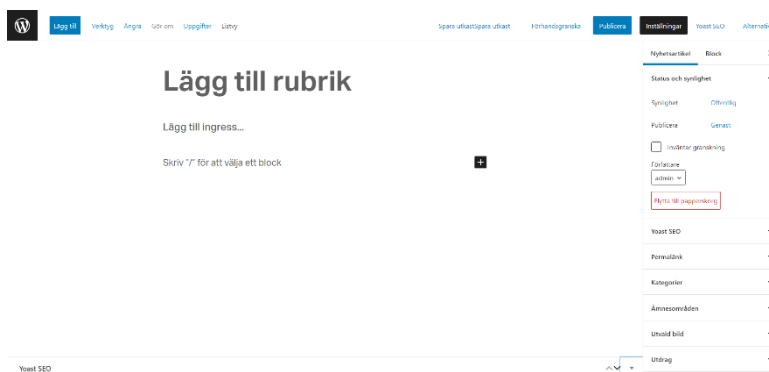 Lägg till Verktyg Ångra Gör om Uppgifter Listvy Spara utkastSpara utkast Förhandsgranska Publicera Inställningar Yoast SEO Alternativ
Nyhetsartikel Block
Lägg till rubrik
Status och synlighet
Synlighet Offentlig
Lägg till ingress...
Publicera Genast
Inväntar granskning
Skriv "/" för att välja ett block
Författare
admin
Flytta till papperskorg
Yoast SEO
Permalänk
Kategorier
Ämnesområden
Utvald bild
Utdrag
Yoast SEO